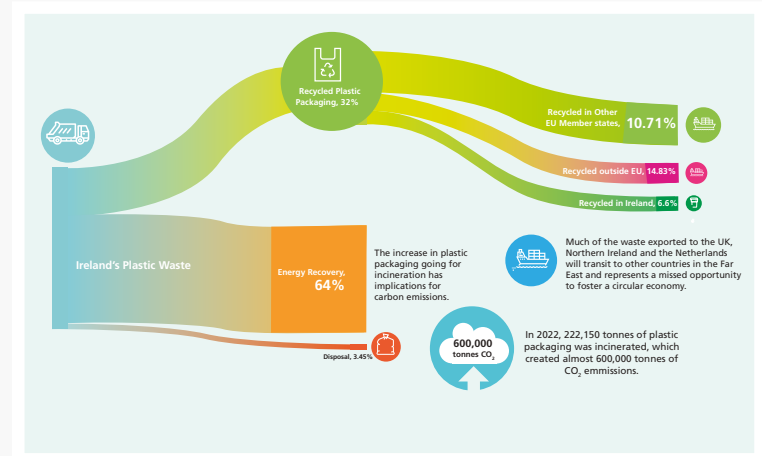 Recycled Plastic
Packaging, 32%
Recycled in Other
EU Member states, 10.71%
Recycled outside EU, 14.83%
Recycled in Ireland, 6.6%
Ireland's Plastic Waste
Energy Recovery,
64%
The increase in plastic
packaging going for
incineration has
implications for
carbon emissions.
Much of the waste exported to the UK,
Northern Ireland and the Netherlands
will transit to other countries in the Far
East and represents a missed opportunity
to foster a circular economy.
Disposal, 3.45%
600,000
tonnes CO₂
In 2022, 222,150 tonnes of plastic
packaging was incinerated, which
created almost 600,000 tonnes of
CO₂ emmissions.